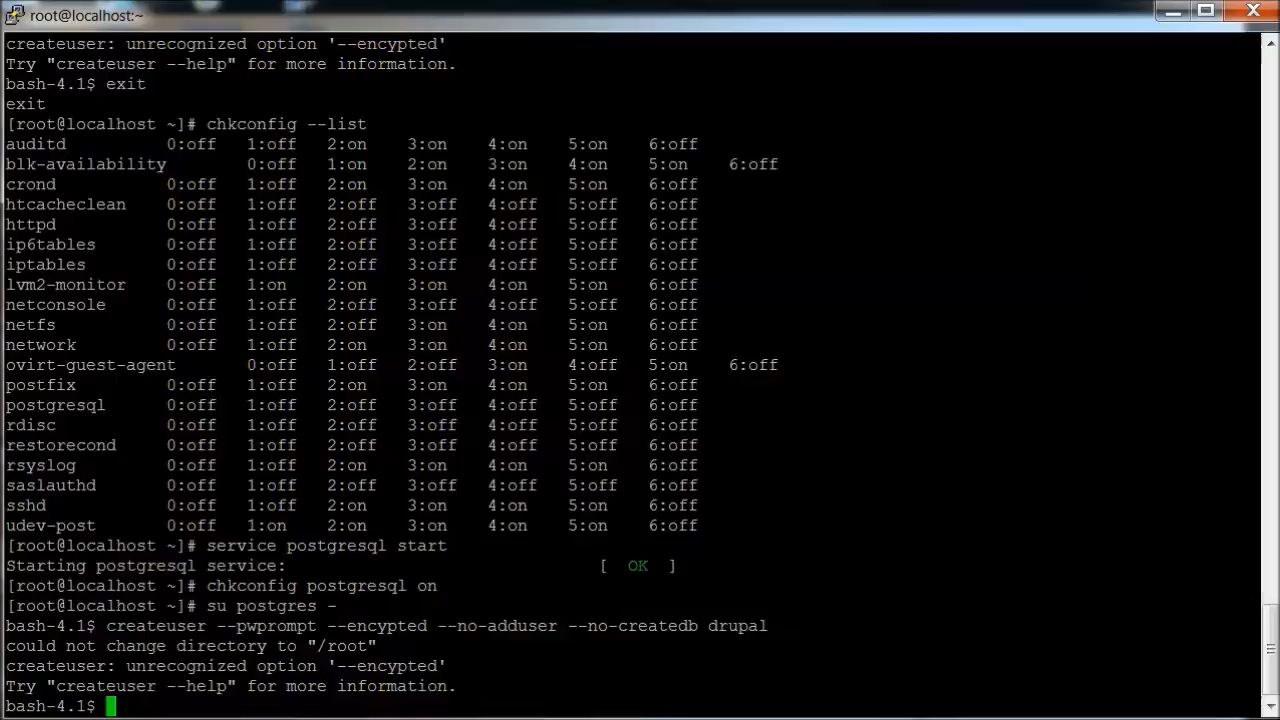 root@localhost:~
createuser: unrecognized option '--encypted'
Try "createuser --help" for more information.
bash-4.1$ exit
exit
[root@localhost ~]# chkconfig --list
auditd 0:off 1:off 2:on 3:on 4:on 5:on 6:off
blk-availability 0:off 1:on 2:on 3:on 4:on 5:on 6:off
crond 0:off 1:off 2:on 3:on 4:on 5:on 6:off
htcacheclean 0:off 1:off 2:off 3:off 4:off 5:off 6:off
httpd 0:off 1:off 2:off 3:off 4:off 5:off 6:off
ip6tables 0:off 1:off 2:off 3:off 4:off 5:off 6:off
iptables 0:off 1:off 2:off 3:off 4:off 5:off 6:off
lvm2-monitor 0:off 1:on 2:on 3:on 4:on 5:on 6:off
netconsole 0:off 1:off 2:off 3:off 4:off 5:off 6:off
netfs 0:off 1:off 2:off 3:on 4:on 5:on 6:off
network 0:off 1:off 2:on 3:on 4:on 5:on 6:off
ovirt-guest-agent 0:off 1:off 2:off 3:on 4:off 5:on 6:off
postfix 0:off 1:off 2:on 3:on 4:on 5:on 6:off
postgresql 0:off 1:off 2:off 3:off 4:off 5:off 6:off
rdisc 0:off 1:off 2:off 3:off 4:off 5:off 6:off
restorecond 0:off 1:off 2:off 3:off 4:off 5:off 6:off
rsyslog 0:off 1:off 2:on 3:on 4:on 5:on 6:off
saslauthd 0:off 1:off 2:off 3:off 4:off 5:off 6:off
sshd 0:off 1:off 2:on 3:on 4:on 5:on 6:off
udev-post 0:off 1:on 2:on 3:on 4:on 5:on 6:off
[root@localhost ~]# service postgresql start
Starting postgresql service: [ OK ]
[root@localhost ~]# chkconfig postgresql on
[root@localhost ~]# su postgres -
bash-4.1$ createuser --pwprompt --encypted --no-adduser --no-createdb drupal
could not change directory to "/root"
createuser: unrecognized option '--encypted'
Try "createuser --help" for more information.
bash-4.1$